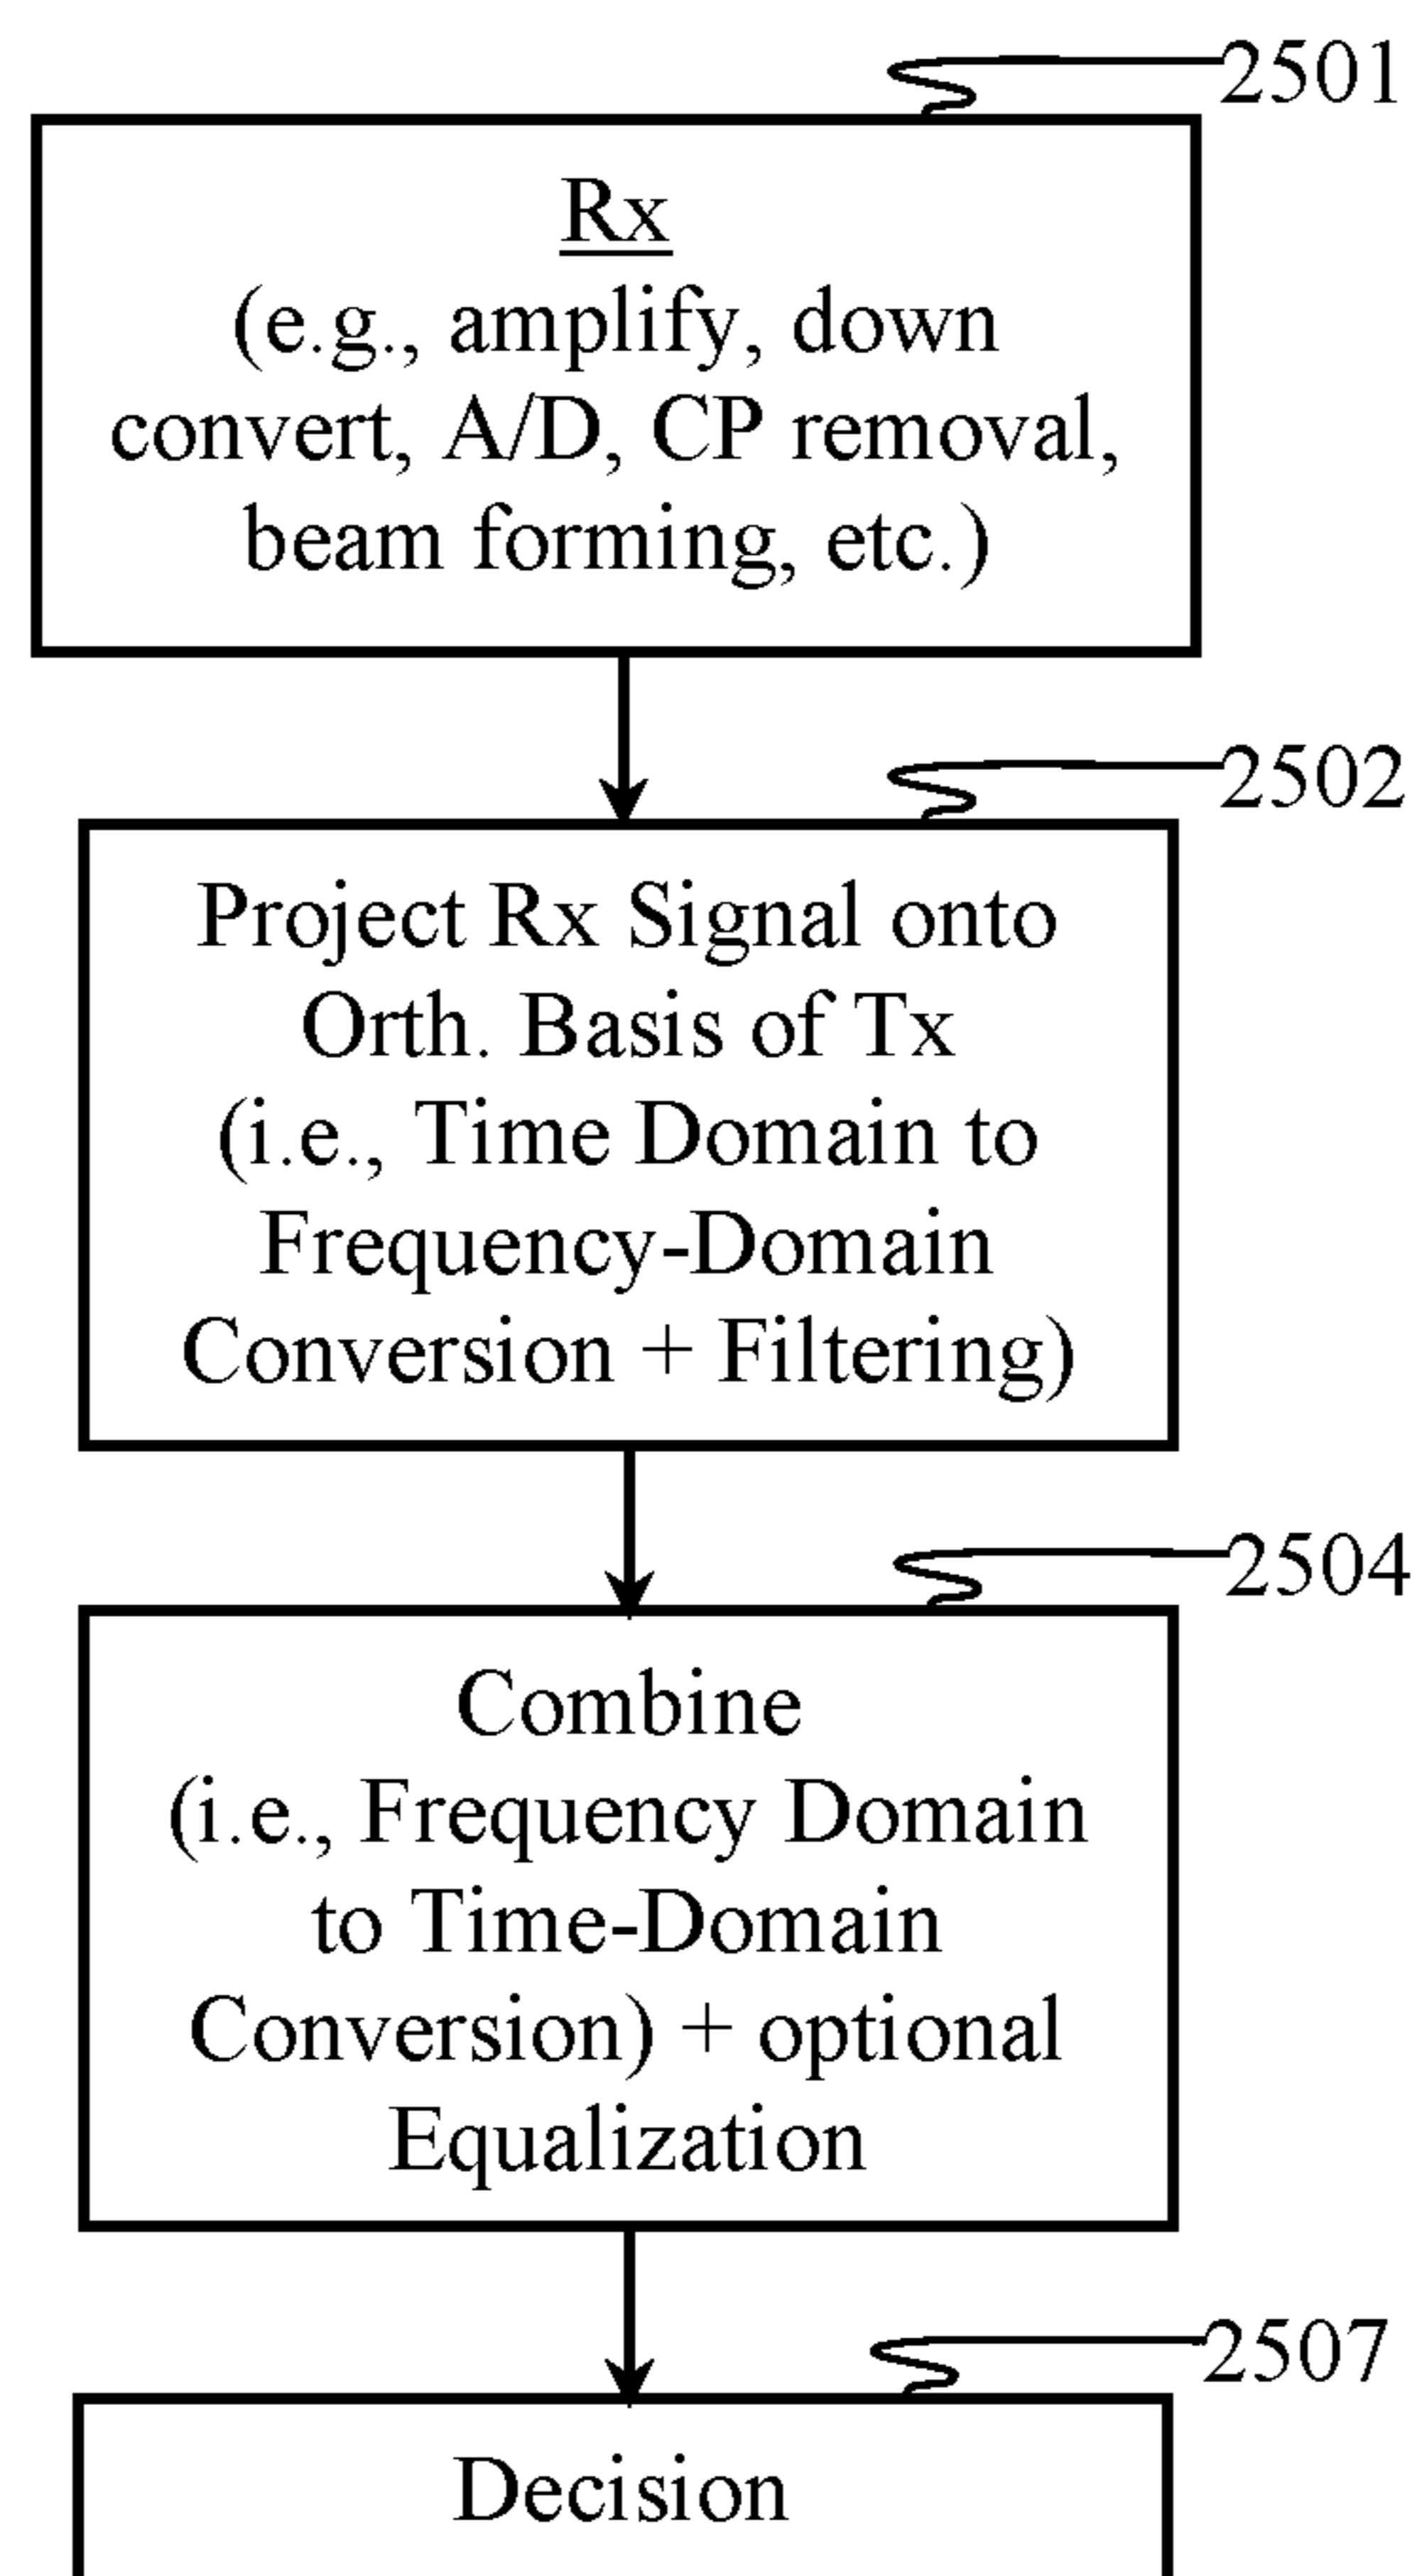 2501
Rx
(e.g., amplify, down
convert, A/D, CP removal,
beam forming, etc.)
2502
Project Rx Signal onto
Orth. Basis of Tx
(i.e., Time Domain to
Frequency-Domain
Conversion + Filtering)
2504
Combine
(i.e., Frequency Domain
to Time-Domain
Conversion) + optional
Equalization
2507
Decision